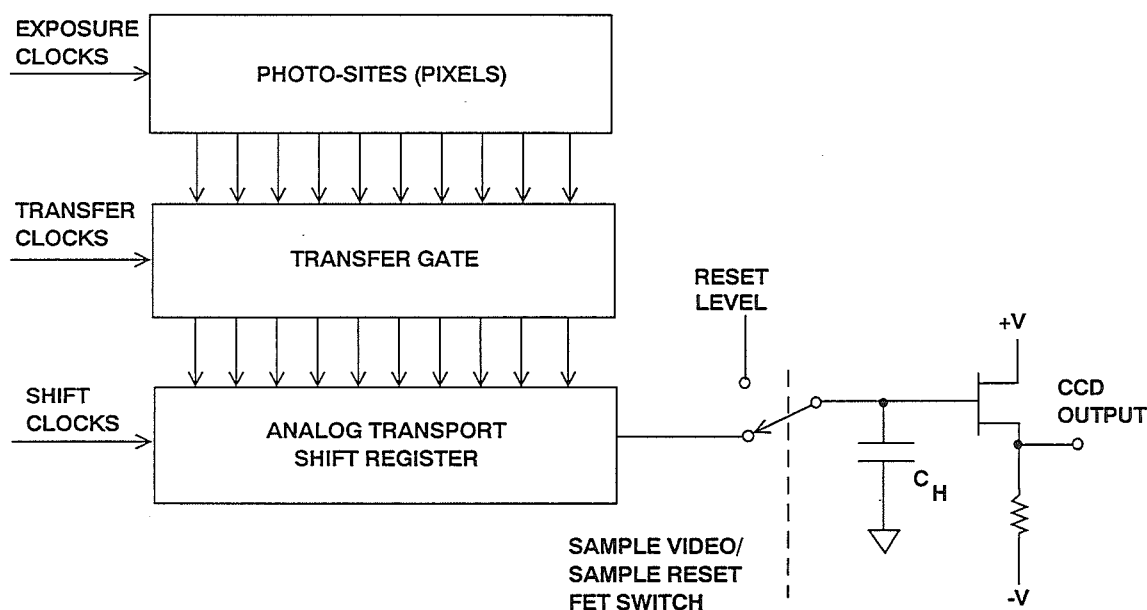 EXPOSURE
CLOCKS
PHOTO-SITES (PIXELS)
TRANSFER
CLOCKS
TRANSFER GATE
RESET
LEVEL
+V
SHIFT
CLOCKS
ANALOG TRANSPORT
SHIFT REGISTER
CCD
OUTPUT
CH
SAMPLE VIDEO/
SAMPLE RESET
FET SWITCH
-V